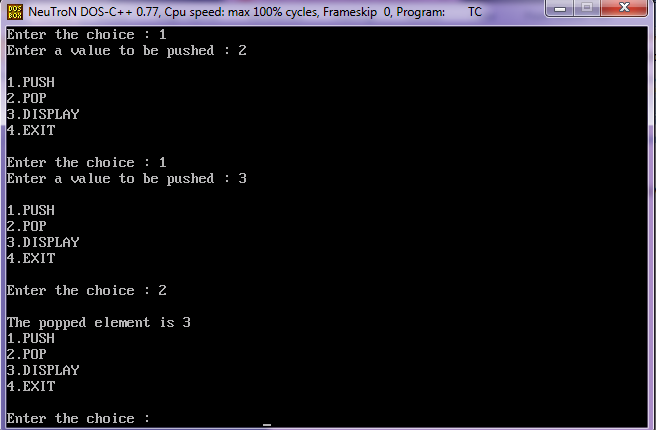 DOS BOX NeuTroN DOS-C++ 0.77, Cpu speed: max 100% cycles, Frameskip 0, Program: TC
Enter the choice : 1
Enter a value to be pushed : 2
1.PUSH
2.POP
3.DISPLAY
4.EXIT
Enter the choice : 1
Enter a value to be pushed : 3
1.PUSH
2.POP
3.DISPLAY
4.EXIT
Enter the choice : 2
The popped element is 3
1.PUSH
2.POP
3.DISPLAY
4.EXIT
Enter the choice : _